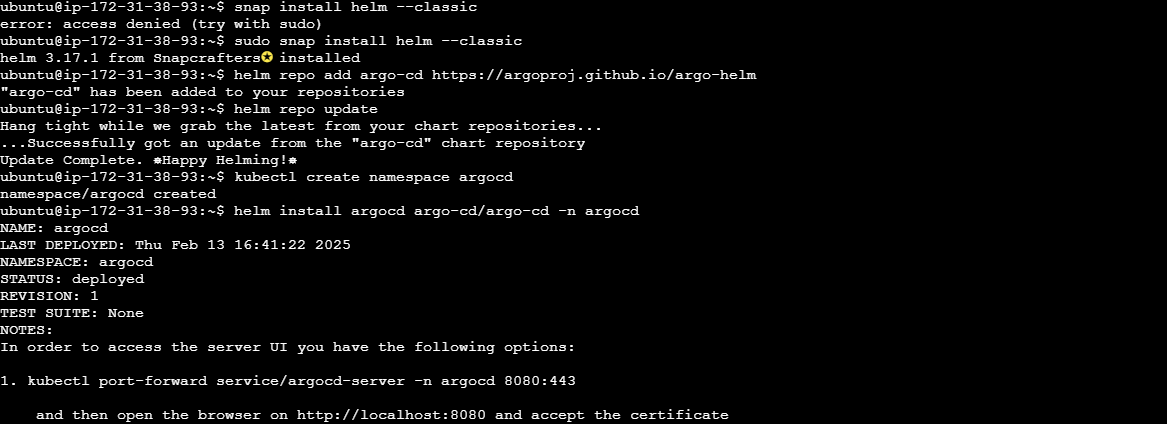 ubuntu@ip-172-31-38-93:~$ snap install helm --classic
error: access denied (try with sudo)
ubuntu@ip-172-31-38-93:~$ sudo snap install helm --classic
helm 3.17.1 from Snapcrafters✪ installed
ubuntu@ip-172-31-38-93:~$ helm repo add argo-cd https://argoproj.github.io/argo-helm
"argo-cd" has been added to your repositories
ubuntu@ip-172-31-38-93:~$ helm repo update
Hang tight while we grab the latest from your chart repositories...
...Successfully got an update from the "argo-cd" chart repository
Update Complete. ⎈Happy Helming!⎈
ubuntu@ip-172-31-38-93:~$ kubectl create namespace argocd
namespace/argocd created
ubuntu@ip-172-31-38-93:~$ helm install argocd argo-cd/argo-cd -n argocd
NAME: argocd
LAST DEPLOYED: Thu Feb 13 16:41:22 2025
NAMESPACE: argocd
STATUS: deployed
REVISION: 1
TEST SUITE: None
NOTES:
In order to access the server UI you have the following options:
1. kubectl port-forward service/argocd-server -n argocd 8080:443
and then open the browser on http://localhost:8080 and accept the certificate